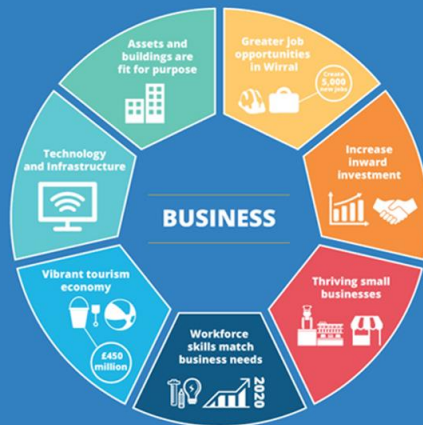 Assets and
buildings are
fit for purpose
Greater job
opportunities
in Wirral
Create
5,000
new jobs
Increase
inward
investment
Thriving small
businesses
Workforce
skills match
business needs
2020
Vibrant tourism
economy
£450
million
Technology
and Infrastructure
BUSINESS